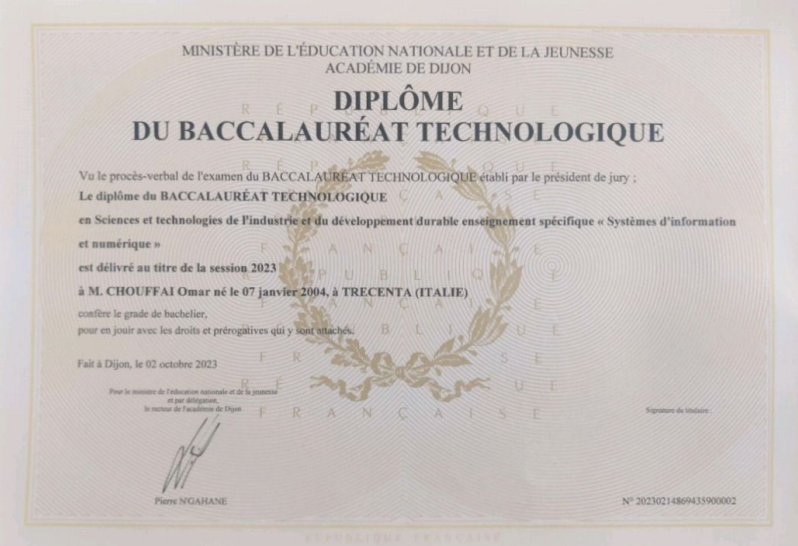 MINISTÈRE DE L'ÉDUCATION NATIONALE ET DE LA JEUNESSE
ACADÉMIE DE DIJON
DIPLÔME
DU BACCALAURÉAT TECHNOLOGIQUE
Vu le procès-verbal de l'examen du BACCALAURÉAT TECHNOLOGIQUE établi par le président de jury ;
Le diplôme du BACCALAURÉAT TECHNOLOGIQUE
en Sciences et technologies de l'industrie et du développement durable enseignement spécifique « Systèmes d'information
et numérique »
est délivré au titre de la session 2023
à M. CHOUFFAI Omar né le 07 janvier 2004, à TRECENTA (ITALIE)
confère le grade de bachelier,
pour en jouir avec les droits et prérogatives qui y sont attachés.
Fait à Dijon, le 02 octobre 2023
Pour le ministre de l'éducation nationale et de la jeunesse
et par délégation,
le recteur de l'académie de Dijon
Signature du titulaire :
Pierre N'GAHANE
N° 20230214869435900002
RÉPUBLIQUE FRANÇAISE